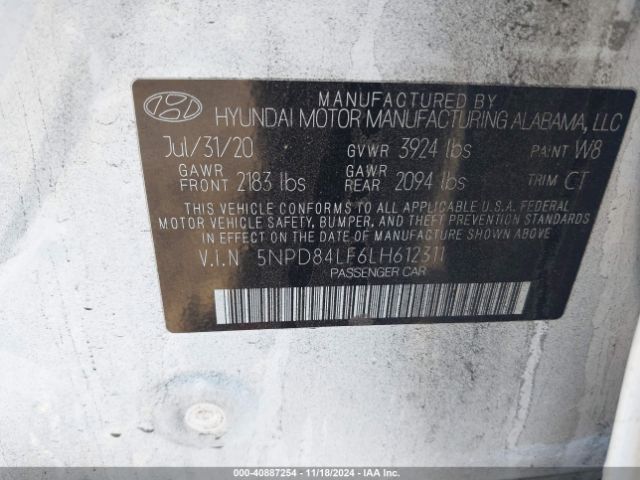 MANUFACTURED BY
HYUNDAI MOTOR MANUFACTURING ALABAMA, LLC
Jul/31/20 GVWR 3924 lbs PAINT W8
GAWR FRONT 2183 lbs GAWR REAR 2094 lbs TRIM CT
THIS VEHICLE CONFORMS TO ALL APPLICABLE U.S.A. FEDERAL
MOTOR VEHICLE SAFETY, BUMPER, AND THEFT PREVENTION STANDARDS
IN EFFECT ON THE DATE OF MANUFACTURE SHOWN ABOVE.
V.I.N 5NPD84LF6LH612311
PASSENGER CAR
000-40887254 | 11/18/2024 - IAA Inc.